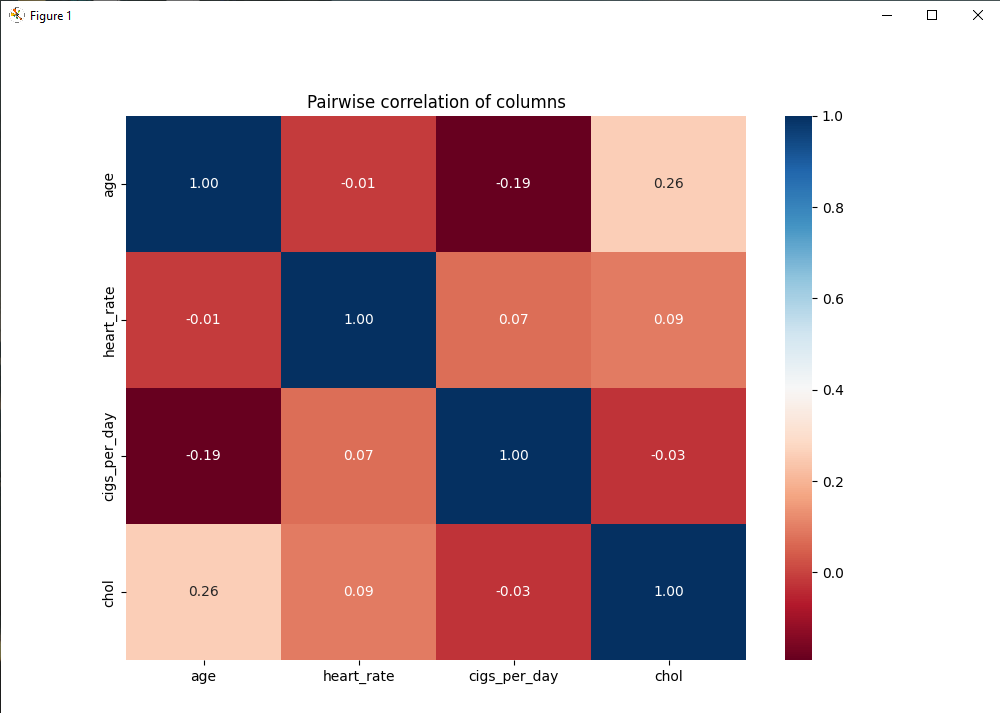 Figure 1
Pairwise correlation of columns
age
1.00
-0.01
-0.19
0.26
heart_rate
-0.01
1.00
0.07
0.09
cigs_per_day
-0.19
0.07
1.00
-0.03
chol
0.26
0.09
-0.03
1.00
age
heart_rate
cigs_per_day
chol
1.0
0.8
0.6
0.4
0.2
0.0